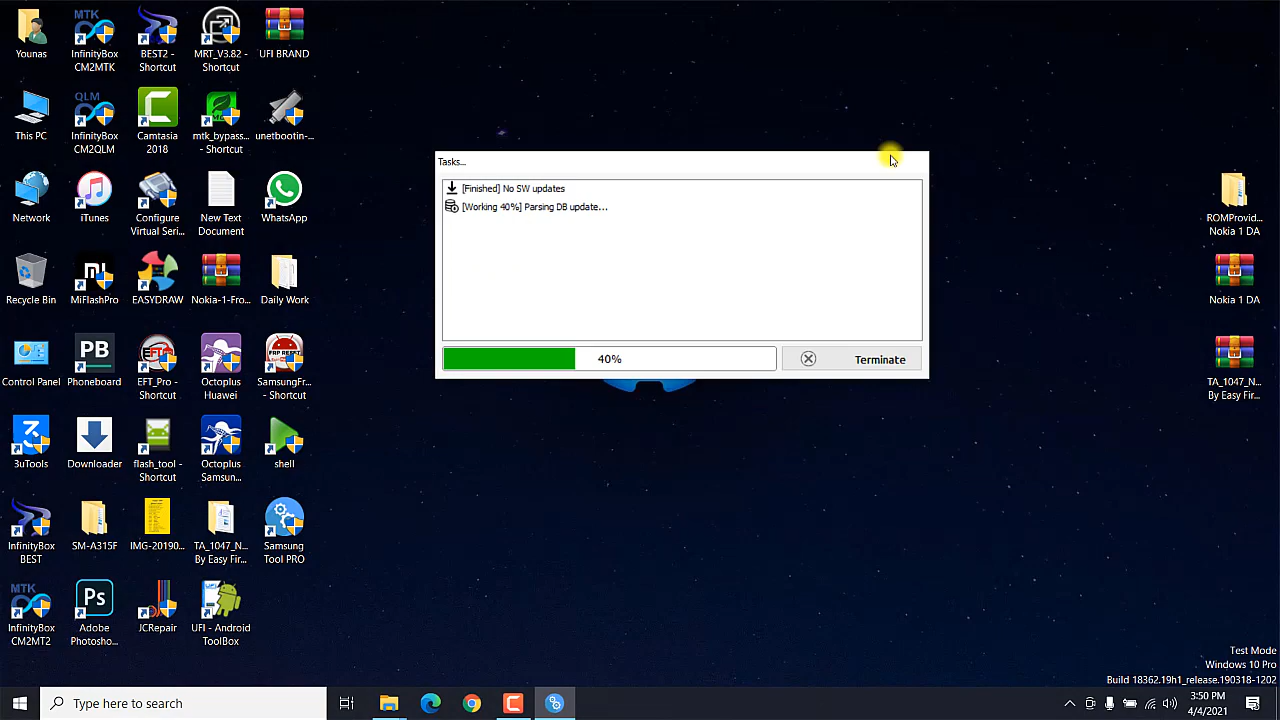 MTK
QLM
MTK
PB
Ps
UFI
Younas
InfinityBox
CM2MTK
BEST2 -
Shortcut
MRT_V3.82 -
Shortcut
UFI BRAND
This PC
InfinityBox
CM2QLM
Camtasia
2018
mtk_bypass...
- Shortcut
unetbootin-...
Network
iTunes
Configure
Virtual Seri...
New Text
Document
WhatsApp
Recycle Bin
MiFlashPro
EASYDRAW
Nokia-1-Fro...
Daily Work
Control Panel
Phoneboard
EFT_Pro -
Shortcut
Octoplus
Huawei
SamsungFr...
- Shortcut
3uTools
Downloader
flash_tool -
Shortcut
Octoplus
Samsun...
shell
InfinityBox
BEST
SM-A315F
IMG-20190...
TA_1047_N...
By Easy Fir...
Samsung
Tool PRO
InfinityBox
CM2MT2
Adobe
Photosho...
JCRepair
UFI - Android
ToolBox
Tasks...
[Finished] No SW updates
[Working 40%] Parsing DB update...
40%
Terminate
ROMProvid...
Nokia 1 DA
Nokia 1 DA
TA_1047_N...
By Easy Fir...
Test Mode
Windows 10 Pro
Build 18362.19h1_release.190318-1202
Type here to search
3:50 PM
4/4/2021